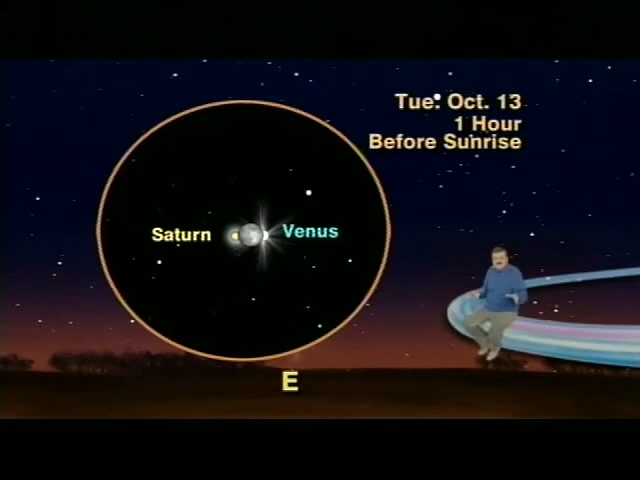 Tue. Oct. 13
1 Hour
Before Sunrise
Saturn
Venus
E